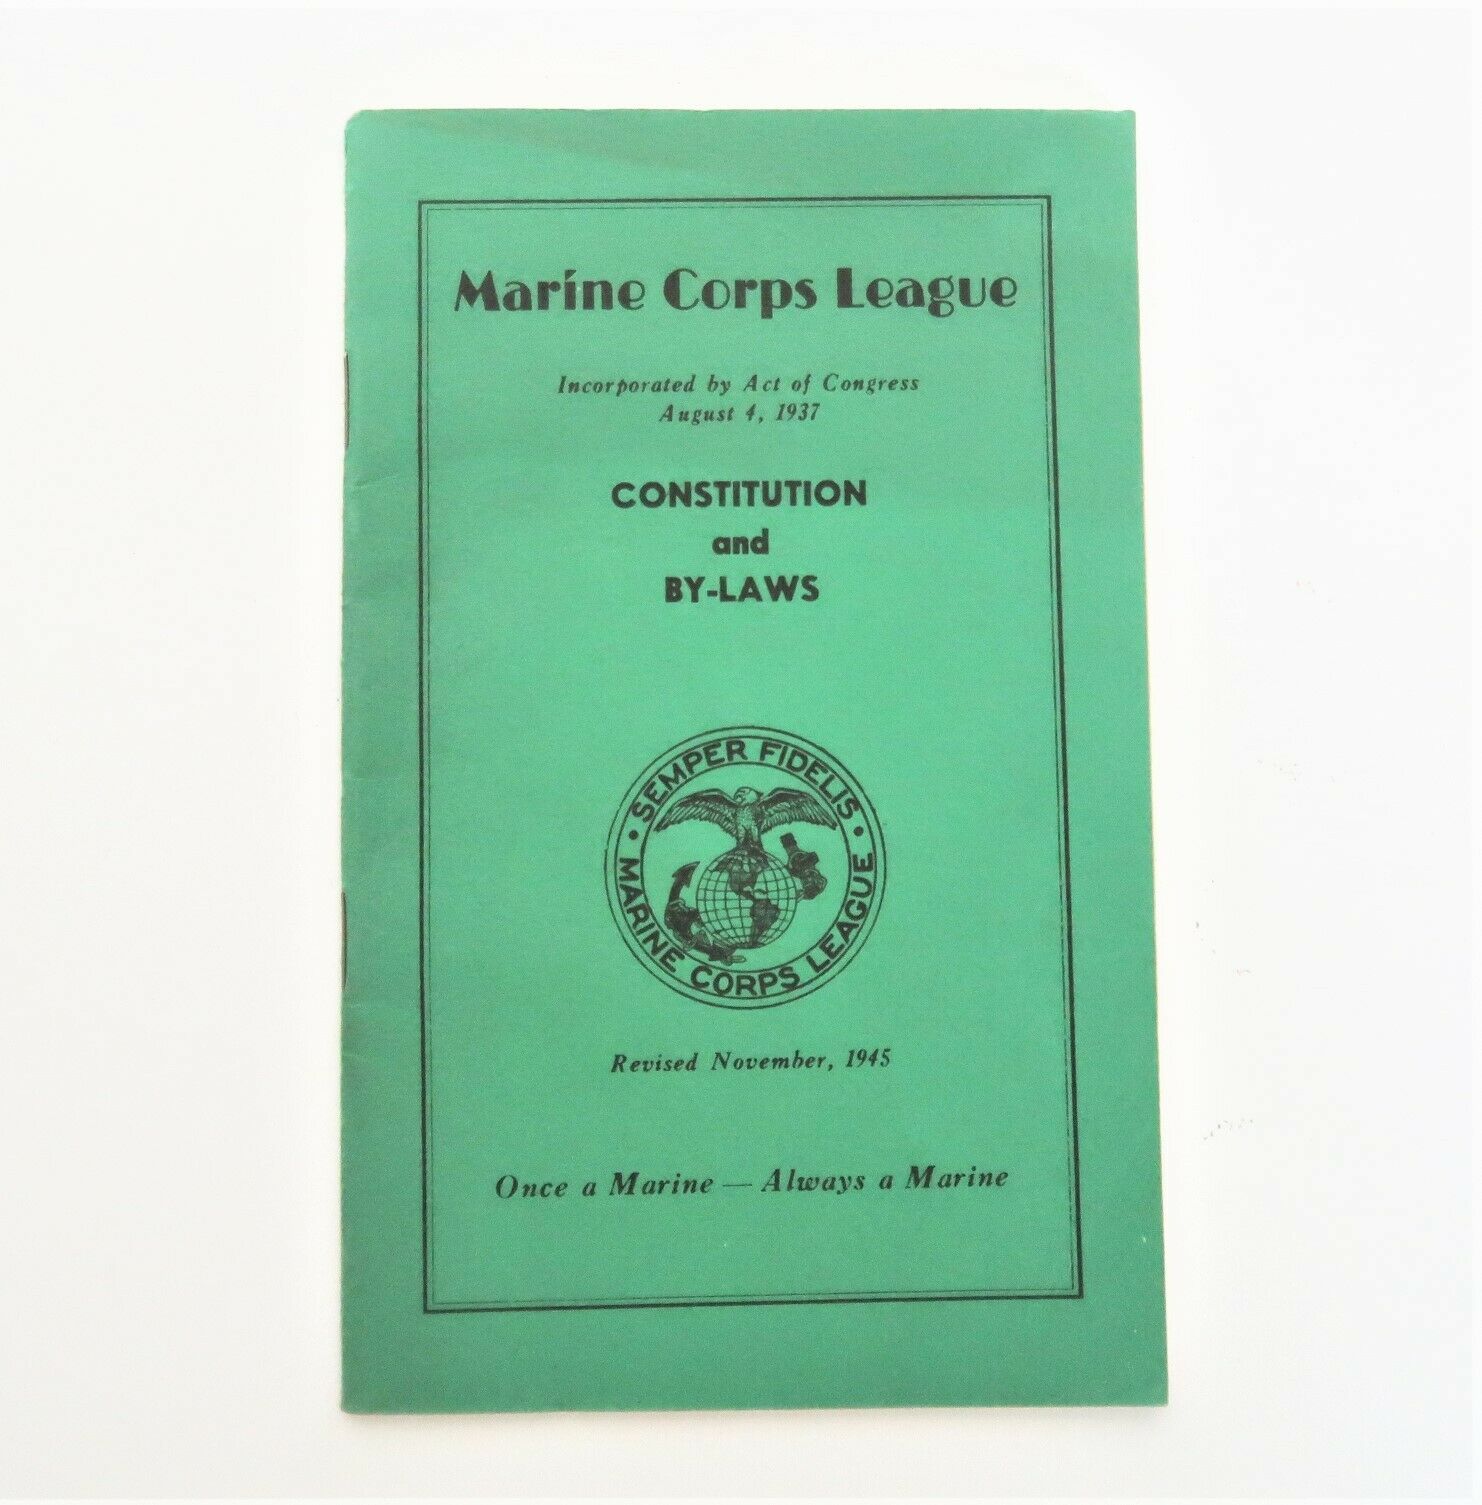 Marine Corps League
Incorporated by Act of Congress
August 4, 1937
CONSTITUTION
and
BY-LAWS
• SEMPER FIDELIS •
MARINE CORPS LEAGUE
Revised November, 1945
Once a Marine — Always a Marine